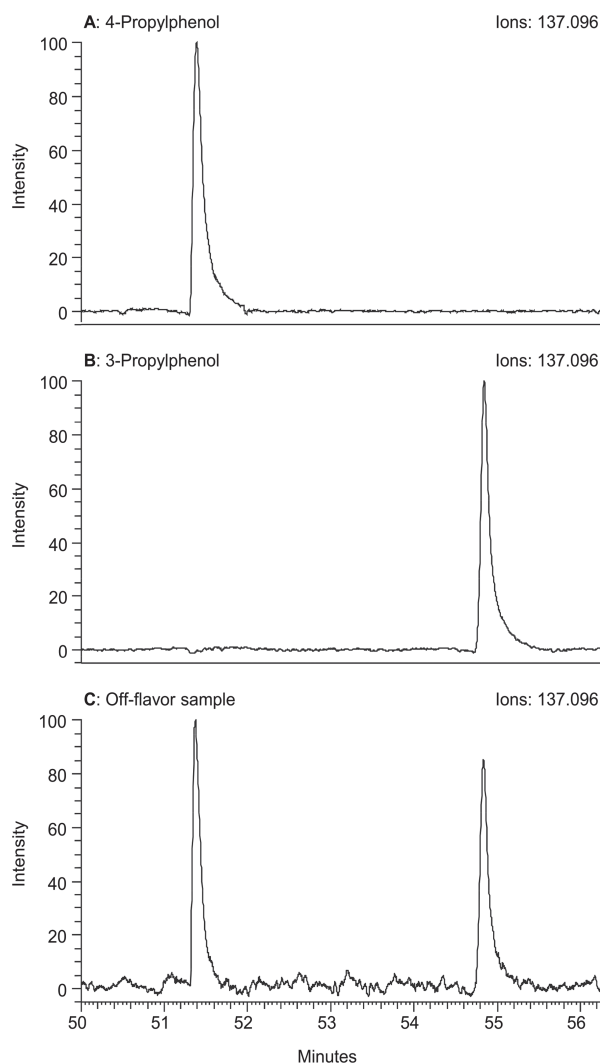 A: 4-Propylphenol Ions: 137.096
100
80
60
40
20
0
Intensity
B: 3-Propylphenol Ions: 137.096
100
80
60
40
20
0
Intensity
C: Off-flavor sample Ions: 137.096
100
80
60
40
20
0
Intensity
50 51 52 53 54 55 56
Minutes